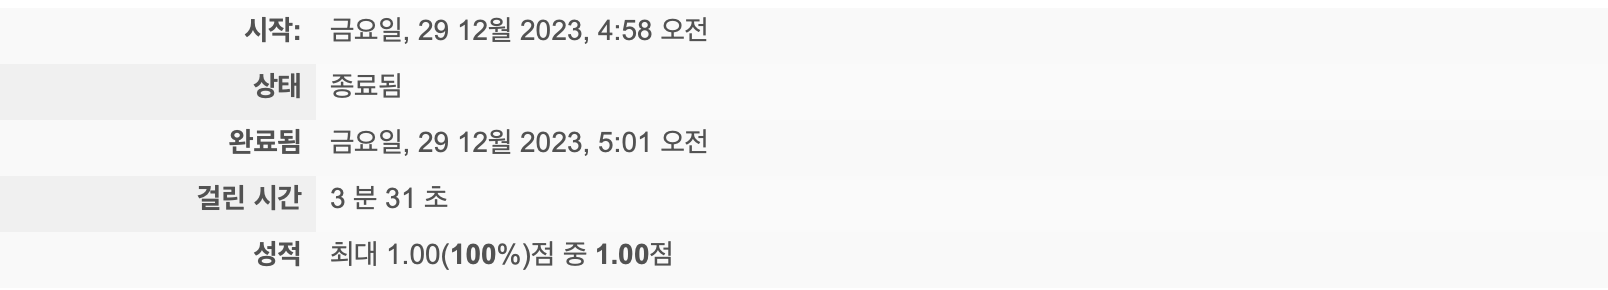 시작: 금요일, 29 12월 2023, 4:58 오전
상태 종료됨
완료됨 금요일, 29 12월 2023, 5:01 오전
걸린 시간 3 분 31 초
성적 최대 1.00(100%)점 중 1.00점